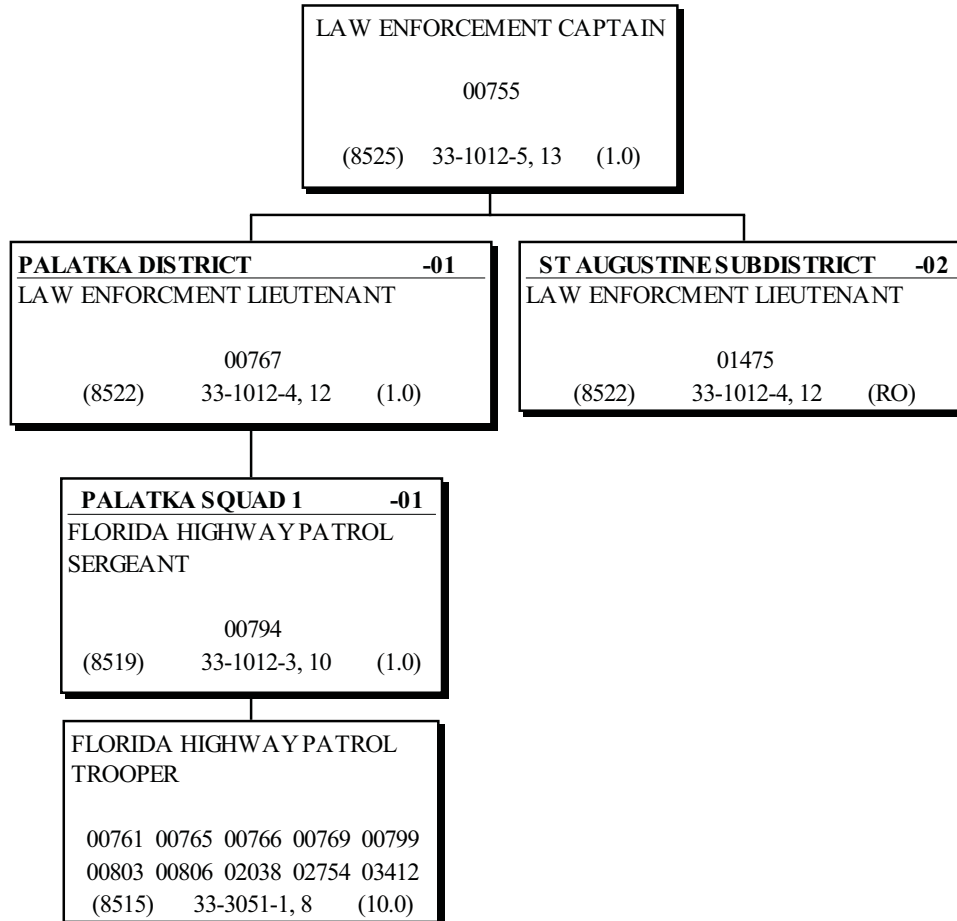 LAW ENFORCEMENT CAPTAIN
00755
(8525) 33-1012-5, 13 (1.0)
PALATKA DISTRICT -01
LAW ENFORCMENT LIEUTENANT
00767
(8522) 33-1012-4, 12 (1.0)
ST AUGUSTINE SUBDISTRICT -02
LAW ENFORCMENT LIEUTENANT
01475
(8522) 33-1012-4, 12 (RO)
PALATKA SQUAD 1 -01
FLORIDA HIGHWAY PATROL
SERGEANT
00794
(8519) 33-1012-3, 10 (1.0)
FLORIDA HIGHWAY PATROL
TROOPER
00761 00765 00766 00769 00799
00803 00806 02038 02754 03412
(8515) 33-3051-1, 8 (10.0)